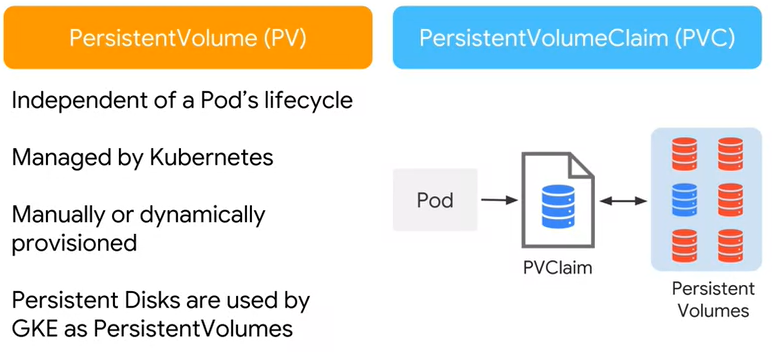 PersistentVolume (PV)
Independent of a Pod's lifecycle
Managed by Kubernetes
Manually or dynamically
provisioned
Persistent Disks are used by
GKE as PersistentVolumes
PersistentVolumeClaim (PVC)
Pod
PVClaim
Persistent
Volumes